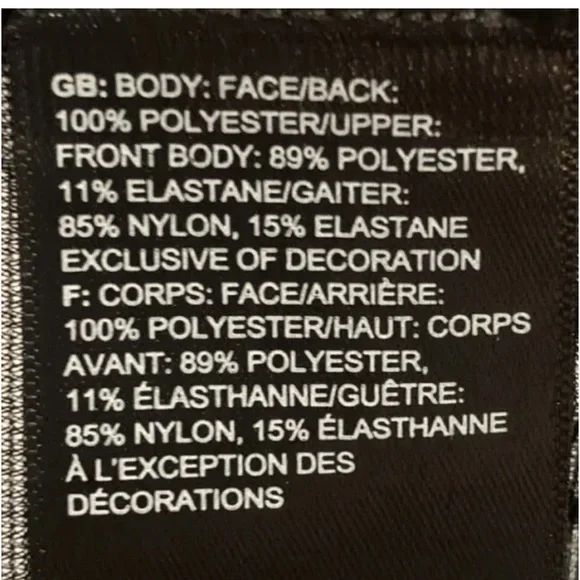 GB: BODY: FACE/BACK:
100% POLYESTER/UPPER:
FRONT BODY: 89% POLYESTER,
11% ELASTANE/GAITER:
85% NYLON, 15% ELASTANE
EXCLUSIVE OF DECORATION
F: CORPS: FACE/ARRIÈRE:
100% POLYESTER/HAUT: CORPS
AVANT: 89% POLYESTER,
11% ÉLASTHANNE/GUÊTRE:
85% NYLON, 15% ÉLASTHANNE
À L'EXCEPTION DES
DÉCORATIONS